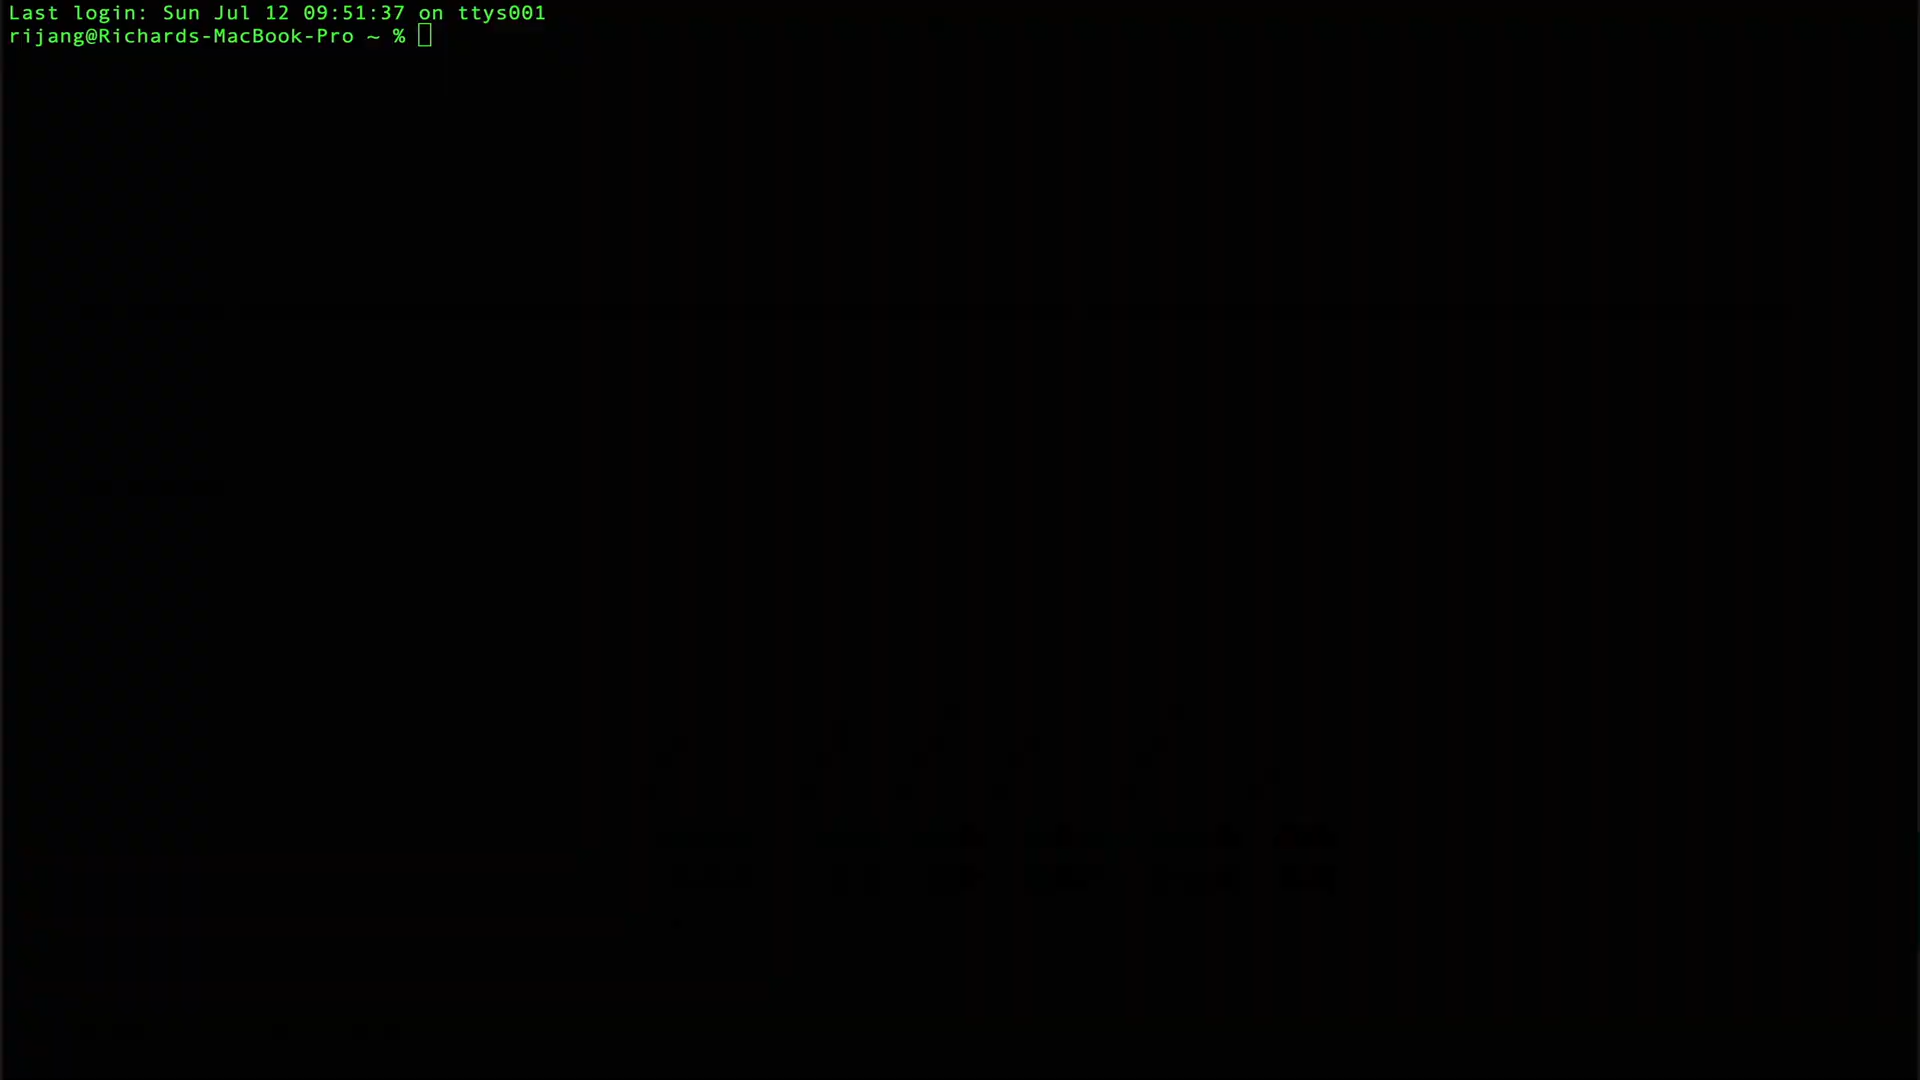 Last login: Sun Jul 12 09:51:37 on ttys001
rijang@Richards-MacBook-Pro ~ %